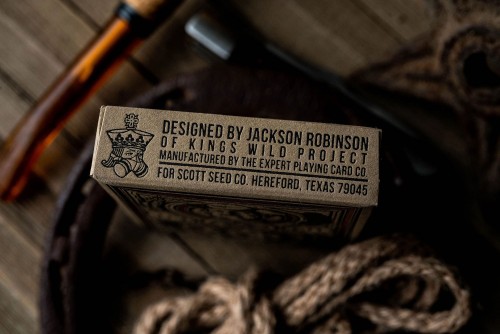 DESIGNED BY JACKSON ROBINSON
OF KINGS WILD PROJECT
MANUFACTURED BY THE EXPERT PLAYING CARD CO.
FOR SCOTT SEED CO. HEREFORD, TEXAS 79045